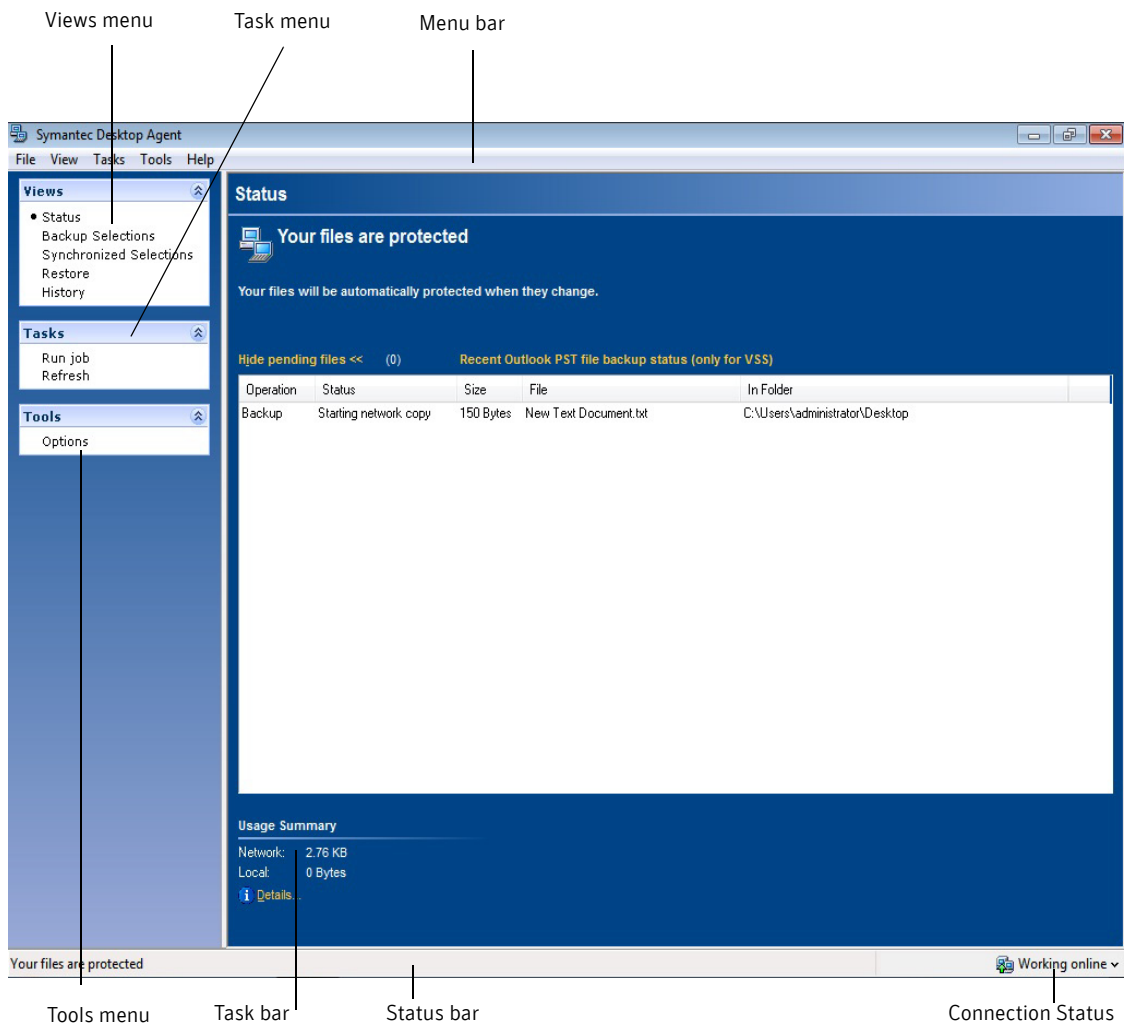 Views menu
Task menu
Menu bar
Symantec Desktop Agent
File View Tasks Tools Help
Views
Status
Backup Selections
Synchronized Selections
Restore
History
Tasks
Run job
Refresh
Tools
Options
Status
Your files are protected
Your files will be automatically protected when they change.
Hide pending files << (0) Recent Outlook PST file backup status (only for VSS)
Operation Status Size File In Folder
Backup Starting network copy 150 Bytes New Text Document.txt C:\Users\administrator\Desktop
Usage Summary
Network: 2.76 KB
Local: 0 Bytes
Details...
Your files are protected
Working online
Tools menu
Task bar
Status bar
Connection Status